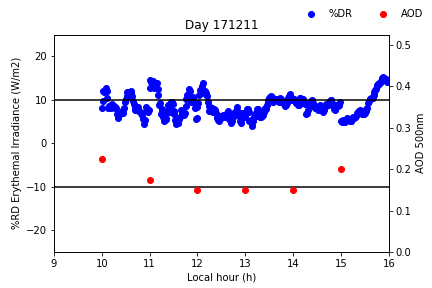 %DR AOD
Day 171211
%RD Erythemal Irradiance (W/m2)
20
10
0
−10
−20
0.5
0.4
0.3
0.2
0.1
0.0
AOD 500nm
9 10 11 12 13 14 15 16
Local hour (h)